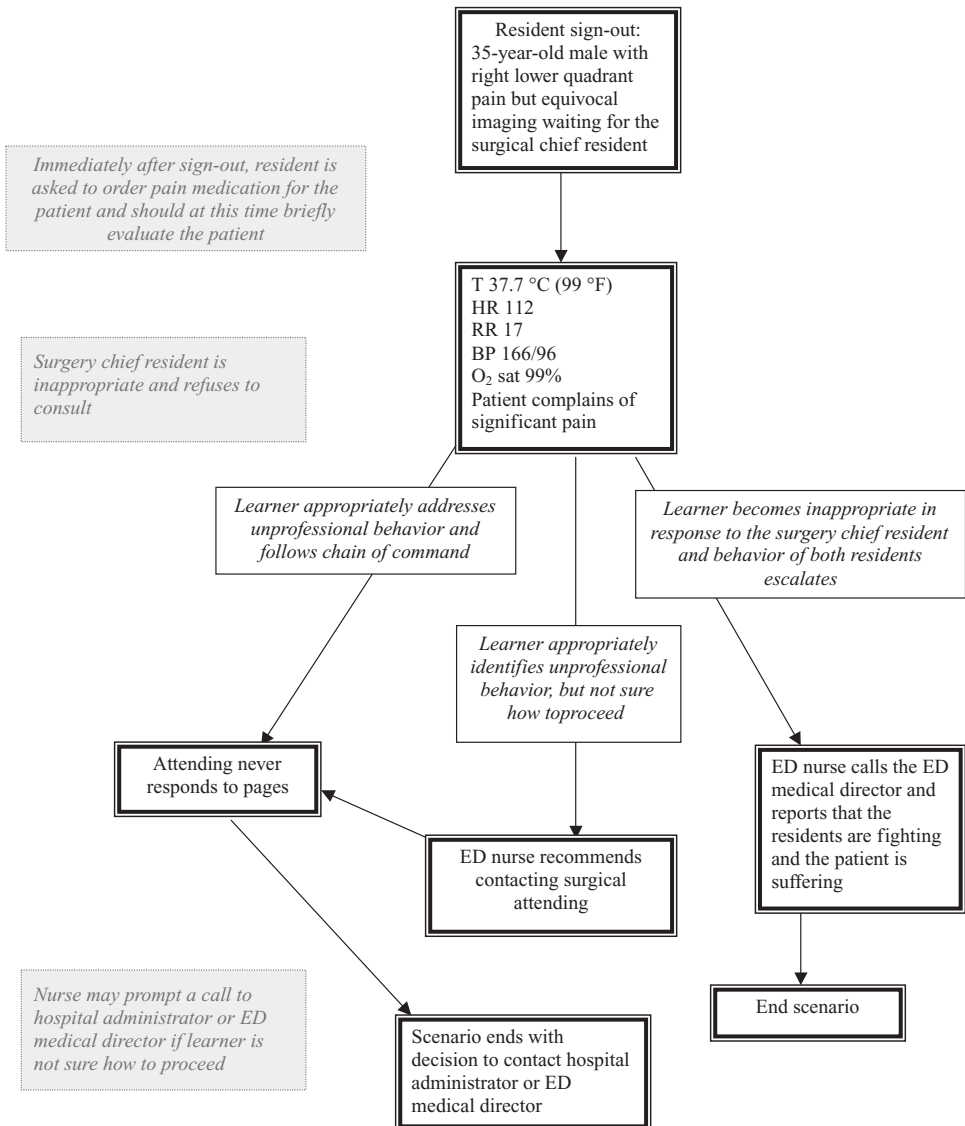 Resident sign-out:
35-year-old male with
right lower quadrant
pain but equivocal
imaging waiting for the
surgical chief resident
Immediately after sign-out, resident is
asked to order pain medication for the
patient and should at this time briefly
evaluate the patient
T 37.7 °C (99 °F)
HR 112
RR 17
BP 166/96
O₂ sat 99%
Patient complains of
significant pain
Surgery chief resident is
inappropriate and refuses to
consult
Learner appropriately addresses
unprofessional behavior and
follows chain of command
Learner becomes inappropriate in
response to the surgery chief resident
and behavior of both residents
escalates
Learner appropriately
identifies unprofessional
behavior, but not sure
how toproceed
Attending never
responds to pages
ED nurse recommends
contacting surgical
attending
ED nurse calls the ED
medical director and
reports that the
residents are fighting
and the patient is
suffering
Nurse may prompt a call to
hospital administrator or ED
medical director if learner is
not sure how to proceed
Scenario ends with
decision to contact hospital
administrator or ED
medical director
End scenario